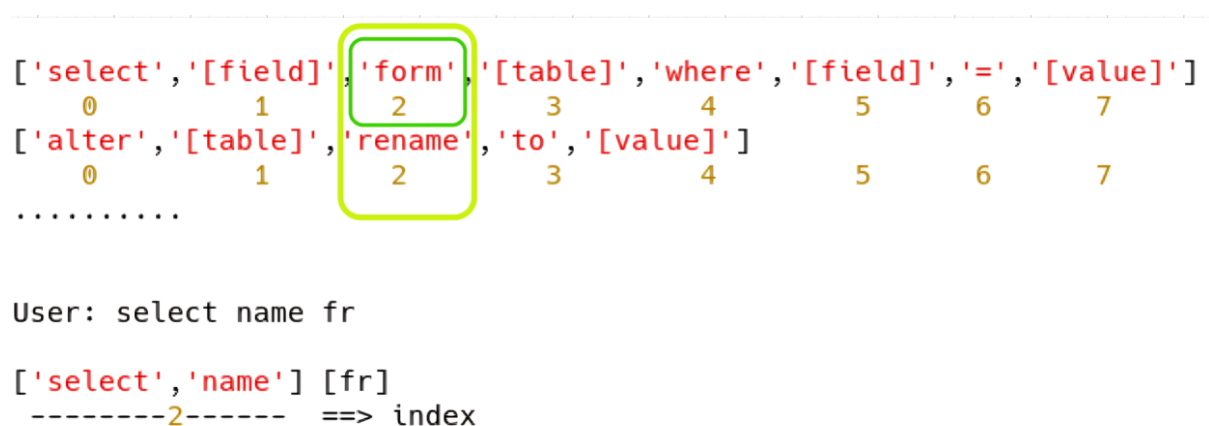 ['select','[field]','form','[table]','where','[field]','=','[value]']
0 1 2 3 4 5 6 7
['alter','[table]','rename','to','[value]']
0 1 2 3 4 5 6 7
..........
User: select name fr
['select','name'] [fr]
--------2------ ==> index